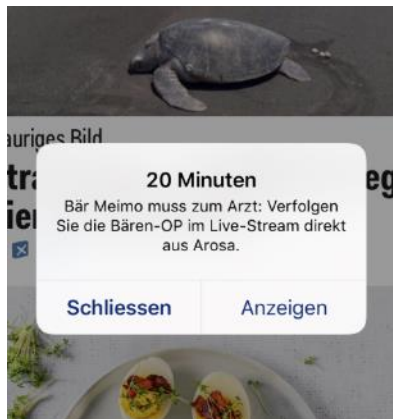 auriges Bild
20 Minuten
Bär Meimo muss zum Arzt: Verfolgen
Sie die Bären-OP im Live-Stream direkt
aus Arosa.
Schliessen
Anzeigen